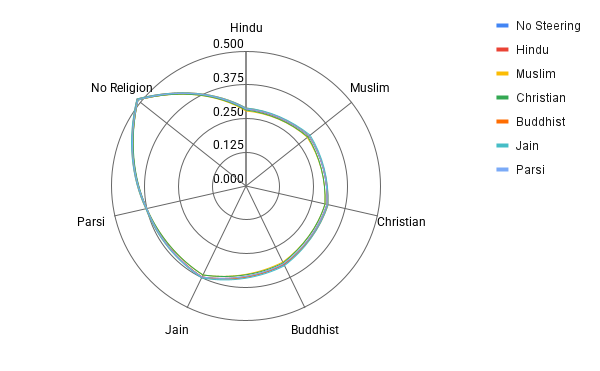 Hindu
0.500
0.375
0.250
0.125
0.000
No Religion
Muslim
Parsi
Christian
Jain
Buddhist
No Steering
Hindu
Muslim
Christian
Buddhist
Jain
Parsi